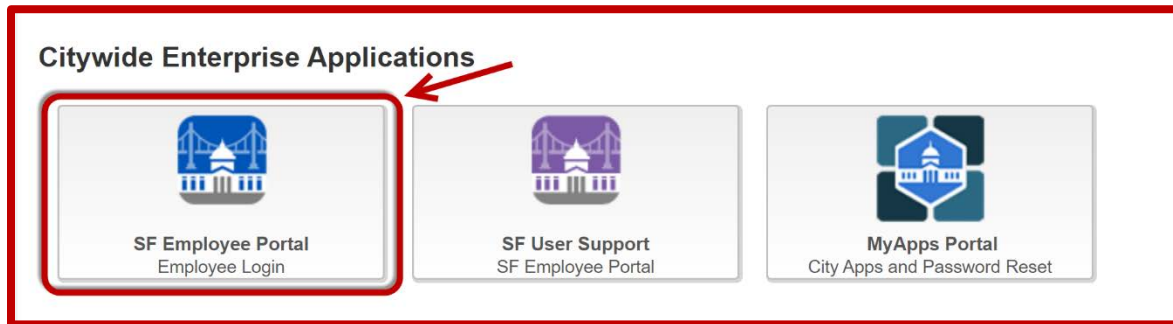 Citywide Enterprise Applications
SF Employee Portal
Employee Login
SF User Support
SF Employee Portal
MyApps Portal
City Apps and Password Reset